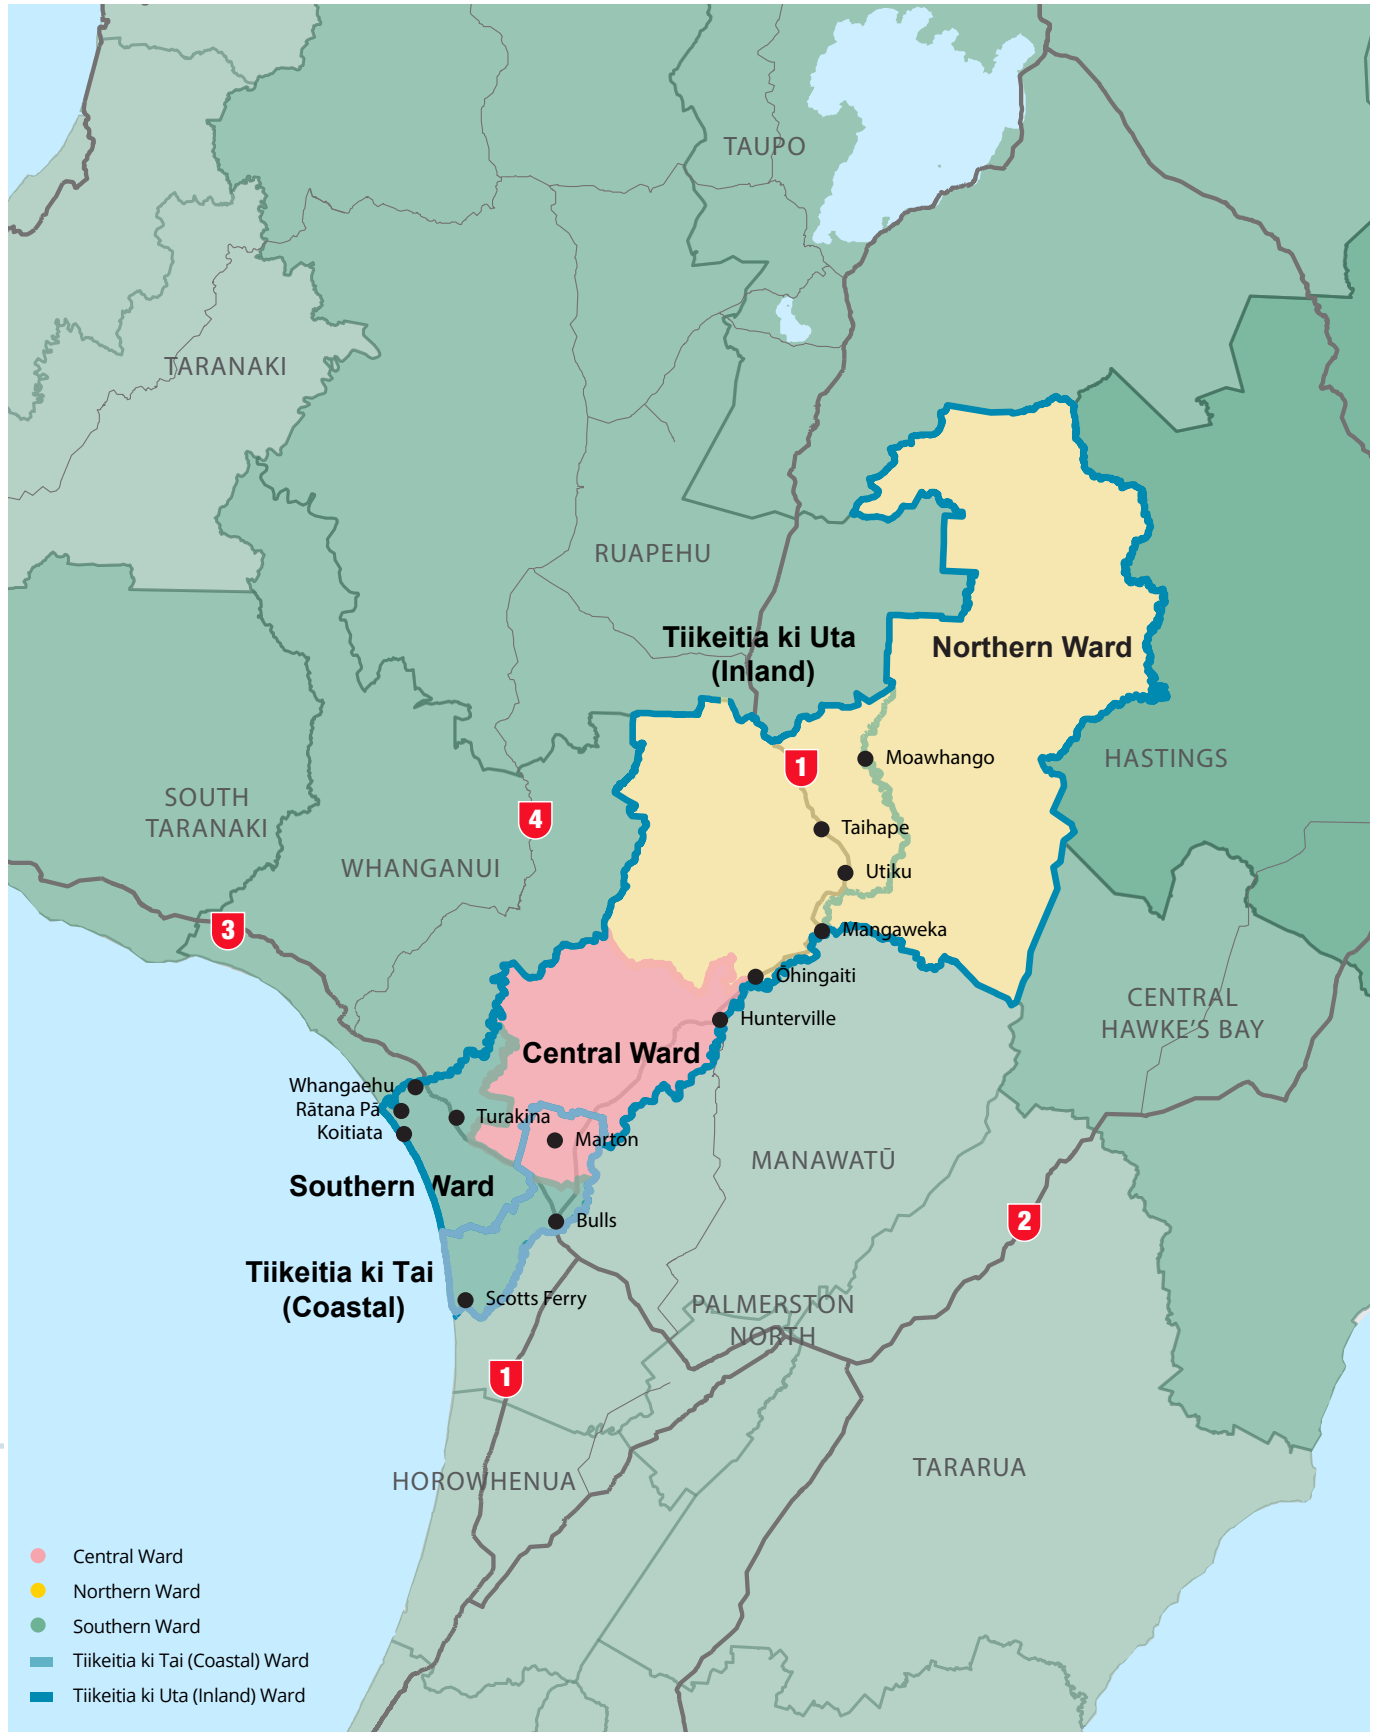 TAUPO
TARANAKI
RUAPEHU
Tiikeitia ki Uta
(Inland)
Northern Ward
1
Moawhango
HASTINGS
SOUTH
TARANAKI
4
Taihape
WHANGANUI
Utiku
3
Mangaweka
Ōhingaiti
CENTRAL
HAWKE'S BAY
Hunterville
Central Ward
Whangaehu
Rātana Pā
Koitiata
Turakina
Marton
MANAWATŪ
Southern Ward
Bulls
2
Tiikeitia ki Tai
(Coastal)
Scotts Ferry
PALMERSTON
NORTH
1
HOROWHENUA
TARARUA
Central Ward
Northern Ward
Southern Ward
Tiikeitia ki Tai (Coastal) Ward
Tiikeitia ki Uta (Inland) Ward